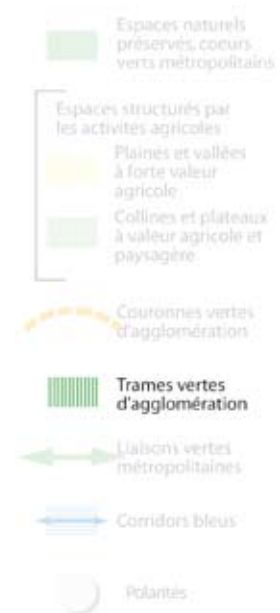 Espaces naturels
préservés, coeurs
verts métropolitains
Espaces structurés par
les activités agricoles
Plaines et vallées
à forte valeur
agricole
Collines et plateaux
à valeur agricole et
paysagère
Couronnes vertes
d'agglomération
Trames vertes
d'agglomération
Liaisons vertes
métropolitaines
Corridors bleus
Polarités